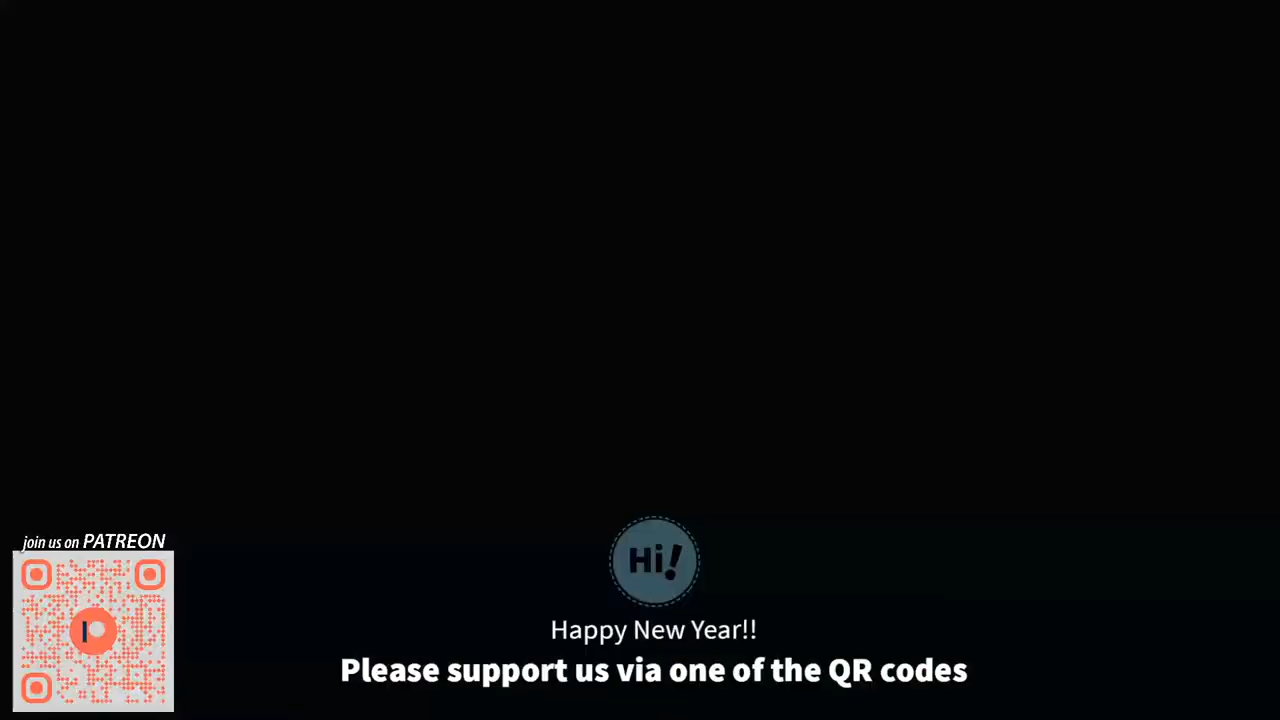 Hi!
join us on PATREON
Happy New Year!!
Please support us via one of the QR codes